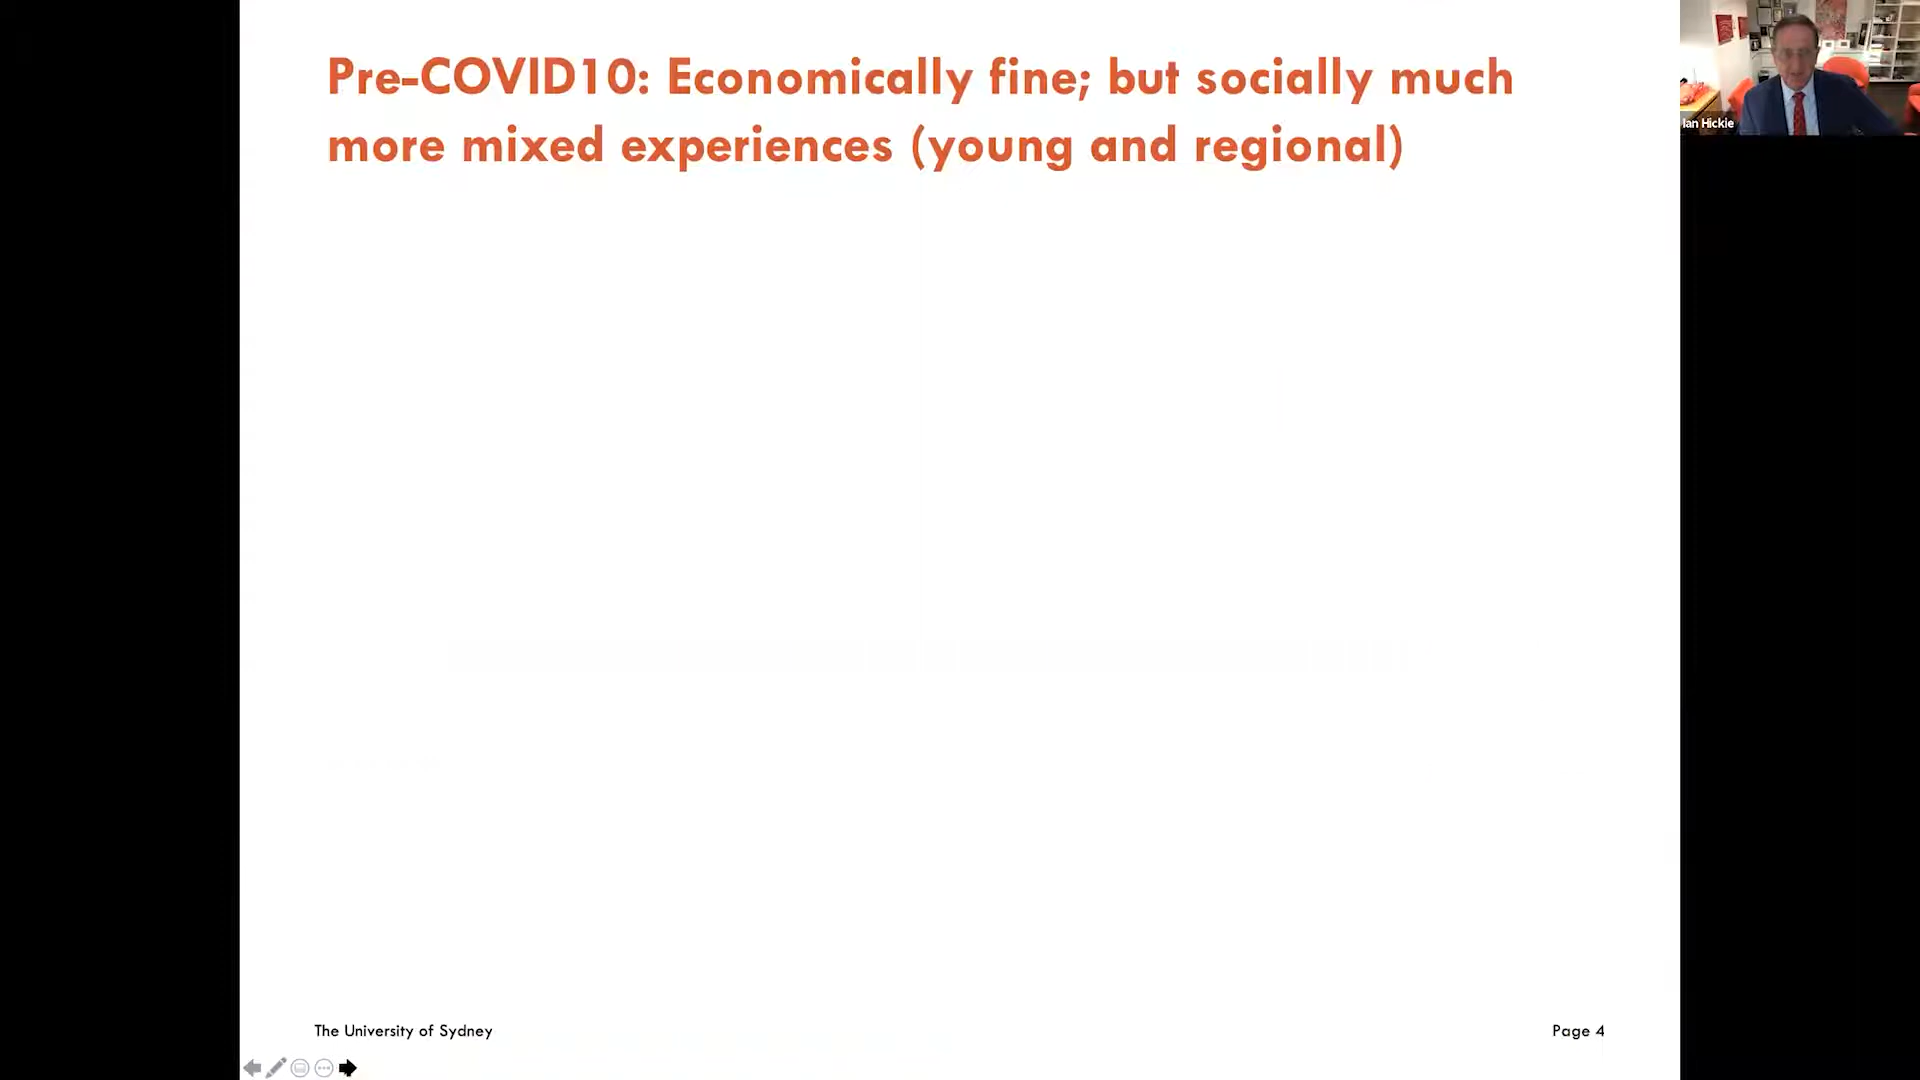 Pre-COVID10: Economically fine; but socially much
more mixed experiences (young and regional)
Ian Hickie
The University of Sydney
Page 4